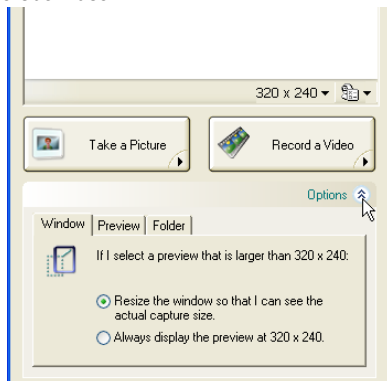 320 x 240
Take a Picture
Record a Video
Options
Window Preview Folder
If I select a preview that is larger than 320 x 240:
Resize the window so that I can see the
actual capture size.
Always display the preview at 320 x 240.